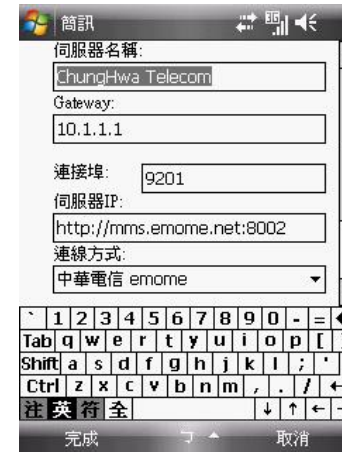 簡訊
3G
伺服器名稱:
ChungHwa Telecom
Gateway:
10.1.1.1
連接埠: 9201
伺服器IP:
http://mms.emome.net:8002
連線方式:
中華電信 emome
` 1 2 3 4 5 6 7 8 9 0 - =
Tab q w e r t y u i o p [
Shift a s d f g h j k l ; '
Ctrl z x c v b n m , . /
注 英 符 全 ↓ ↑ ←
完成 取消